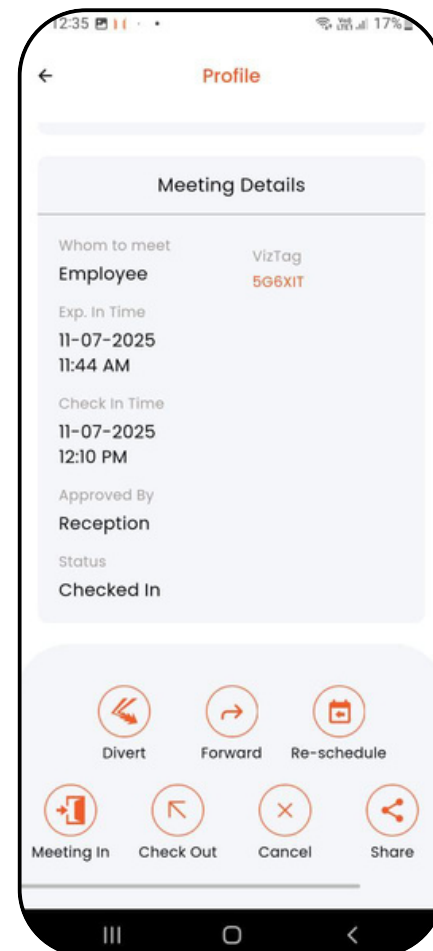 12:35
17%
Profile
Meeting Details
Whom to meet
Employee
VizTag
5G6XIT
Exp. In Time
11-07-2025
11:44 AM
Check In Time
11-07-2025
12:10 PM
Approved By
Reception
Status
Checked In
Divert
Forward
Re-schedule
Meeting In
Check Out
Cancel
Share